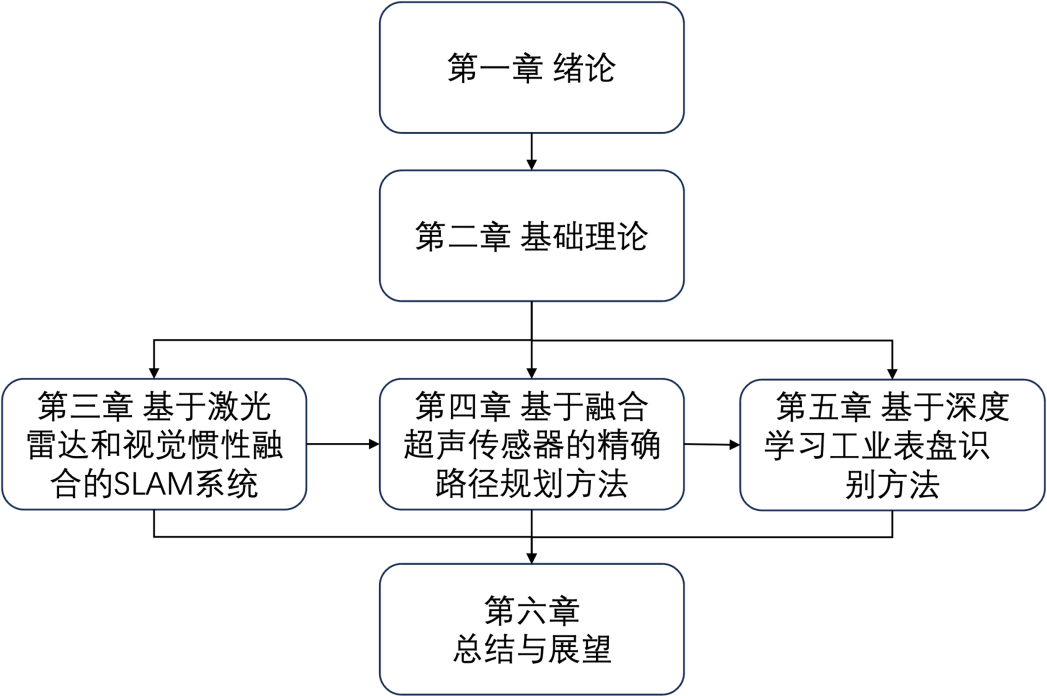 第一章 绪论
第二章 基础理论
第三章 基于激光
雷达和视觉惯性融
合的SLAM系统
第四章 基于融合
超声传感器的精确
路径规划方法
第五章 基于深度
学习工业表盘识
别方法
第六章
总结与展望